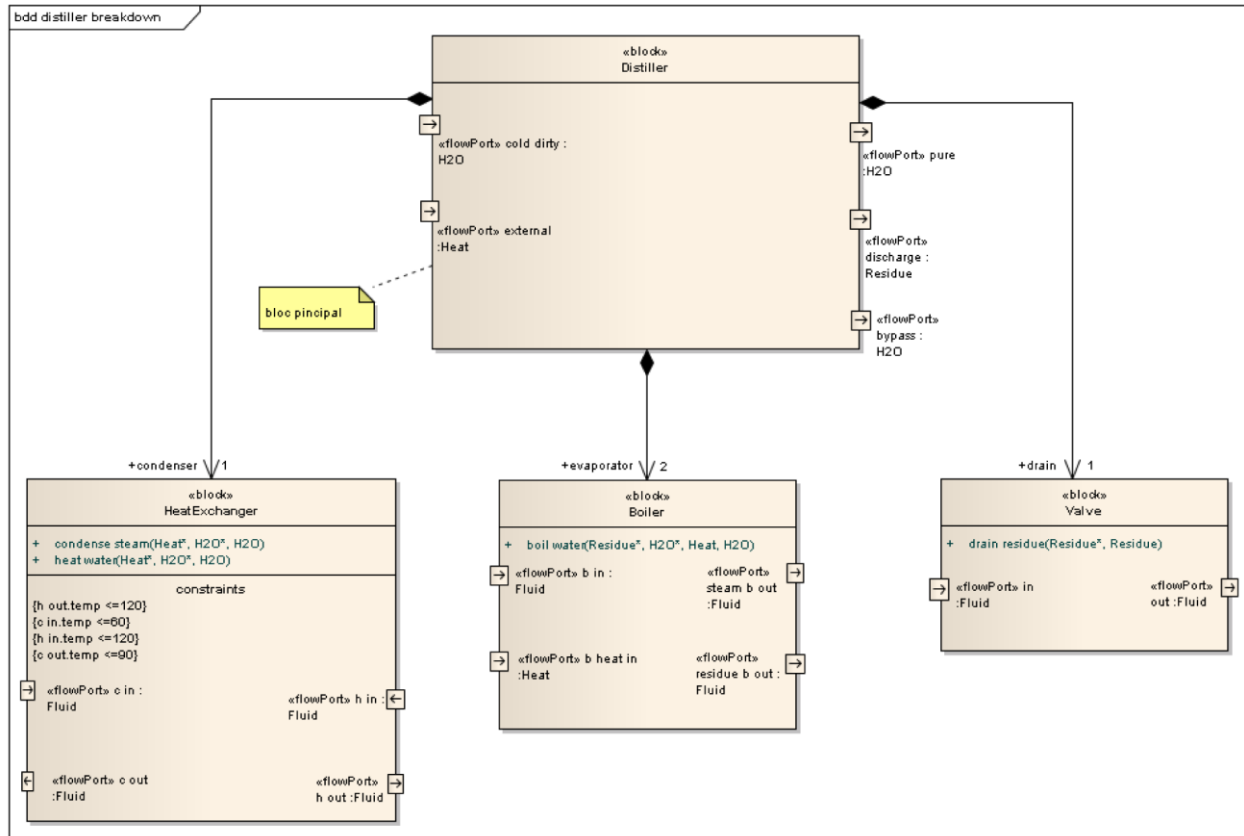 bdd distiller breakdown
«block»
Distiller
«flowPort» cold dirty :
H2O
«flowPort» external
:Heat
«flowPort» pure
:H2O
«flowPort»
discharge :
Residue
«flowPort»
bypass :
H2O
bloc pincipal
+condenser
1
+evaporator
2
+drain
1
«block»
HeatExchanger
+ condense steam(Heat*, H2O*, H2O)
+ heat water(Heat*, H2O*, H2O)
constraints
{h out.temp <=120}
{c in.temp <=60}
{h in.temp <=120}
{c out.temp <=90}
«flowPort» c in :
Fluid
«flowPort» h in :
Fluid
«flowPort» c out
:Fluid
«flowPort»
h out :Fluid
«block»
Boiler
+ boil water(Residue*, H2O*, Heat, H2O)
«flowPort» b in :
Fluid
«flowPort»
steam b out
:Fluid
«flowPort» b heat in
:Heat
«flowPort»
residue b out :
Fluid
«block»
Valve
+ drain residue(Residue*, Residue)
«flowPort» in
:Fluid
«flowPort»
out :Fluid